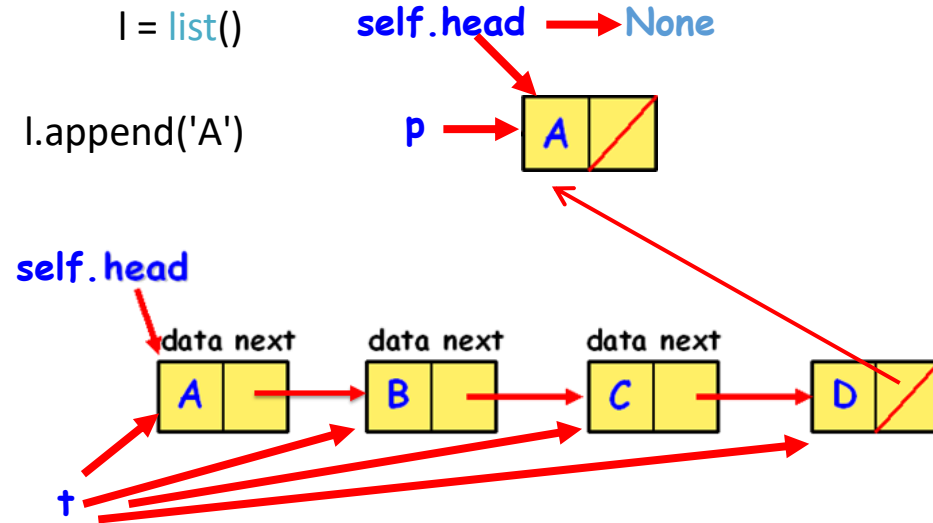 l = list() self.head None
l.append('A') p A
self.head
data next data next data next
A B C D
t